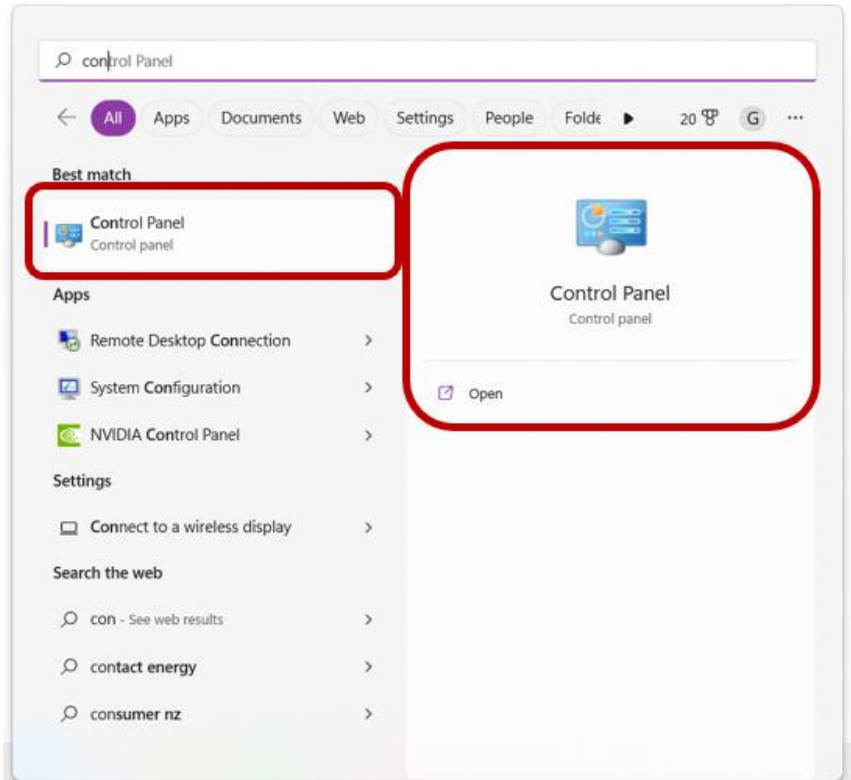 control Panel
All Apps Documents Web Settings People Folde 20 G ...
Best match
Control Panel
Control panel
Apps
Remote Desktop Connection
System Configuration
NVIDIA Control Panel
Settings
Connect to a wireless display
Search the web
con - See web results
contact energy
consumer nz
Control Panel
Control panel
Open